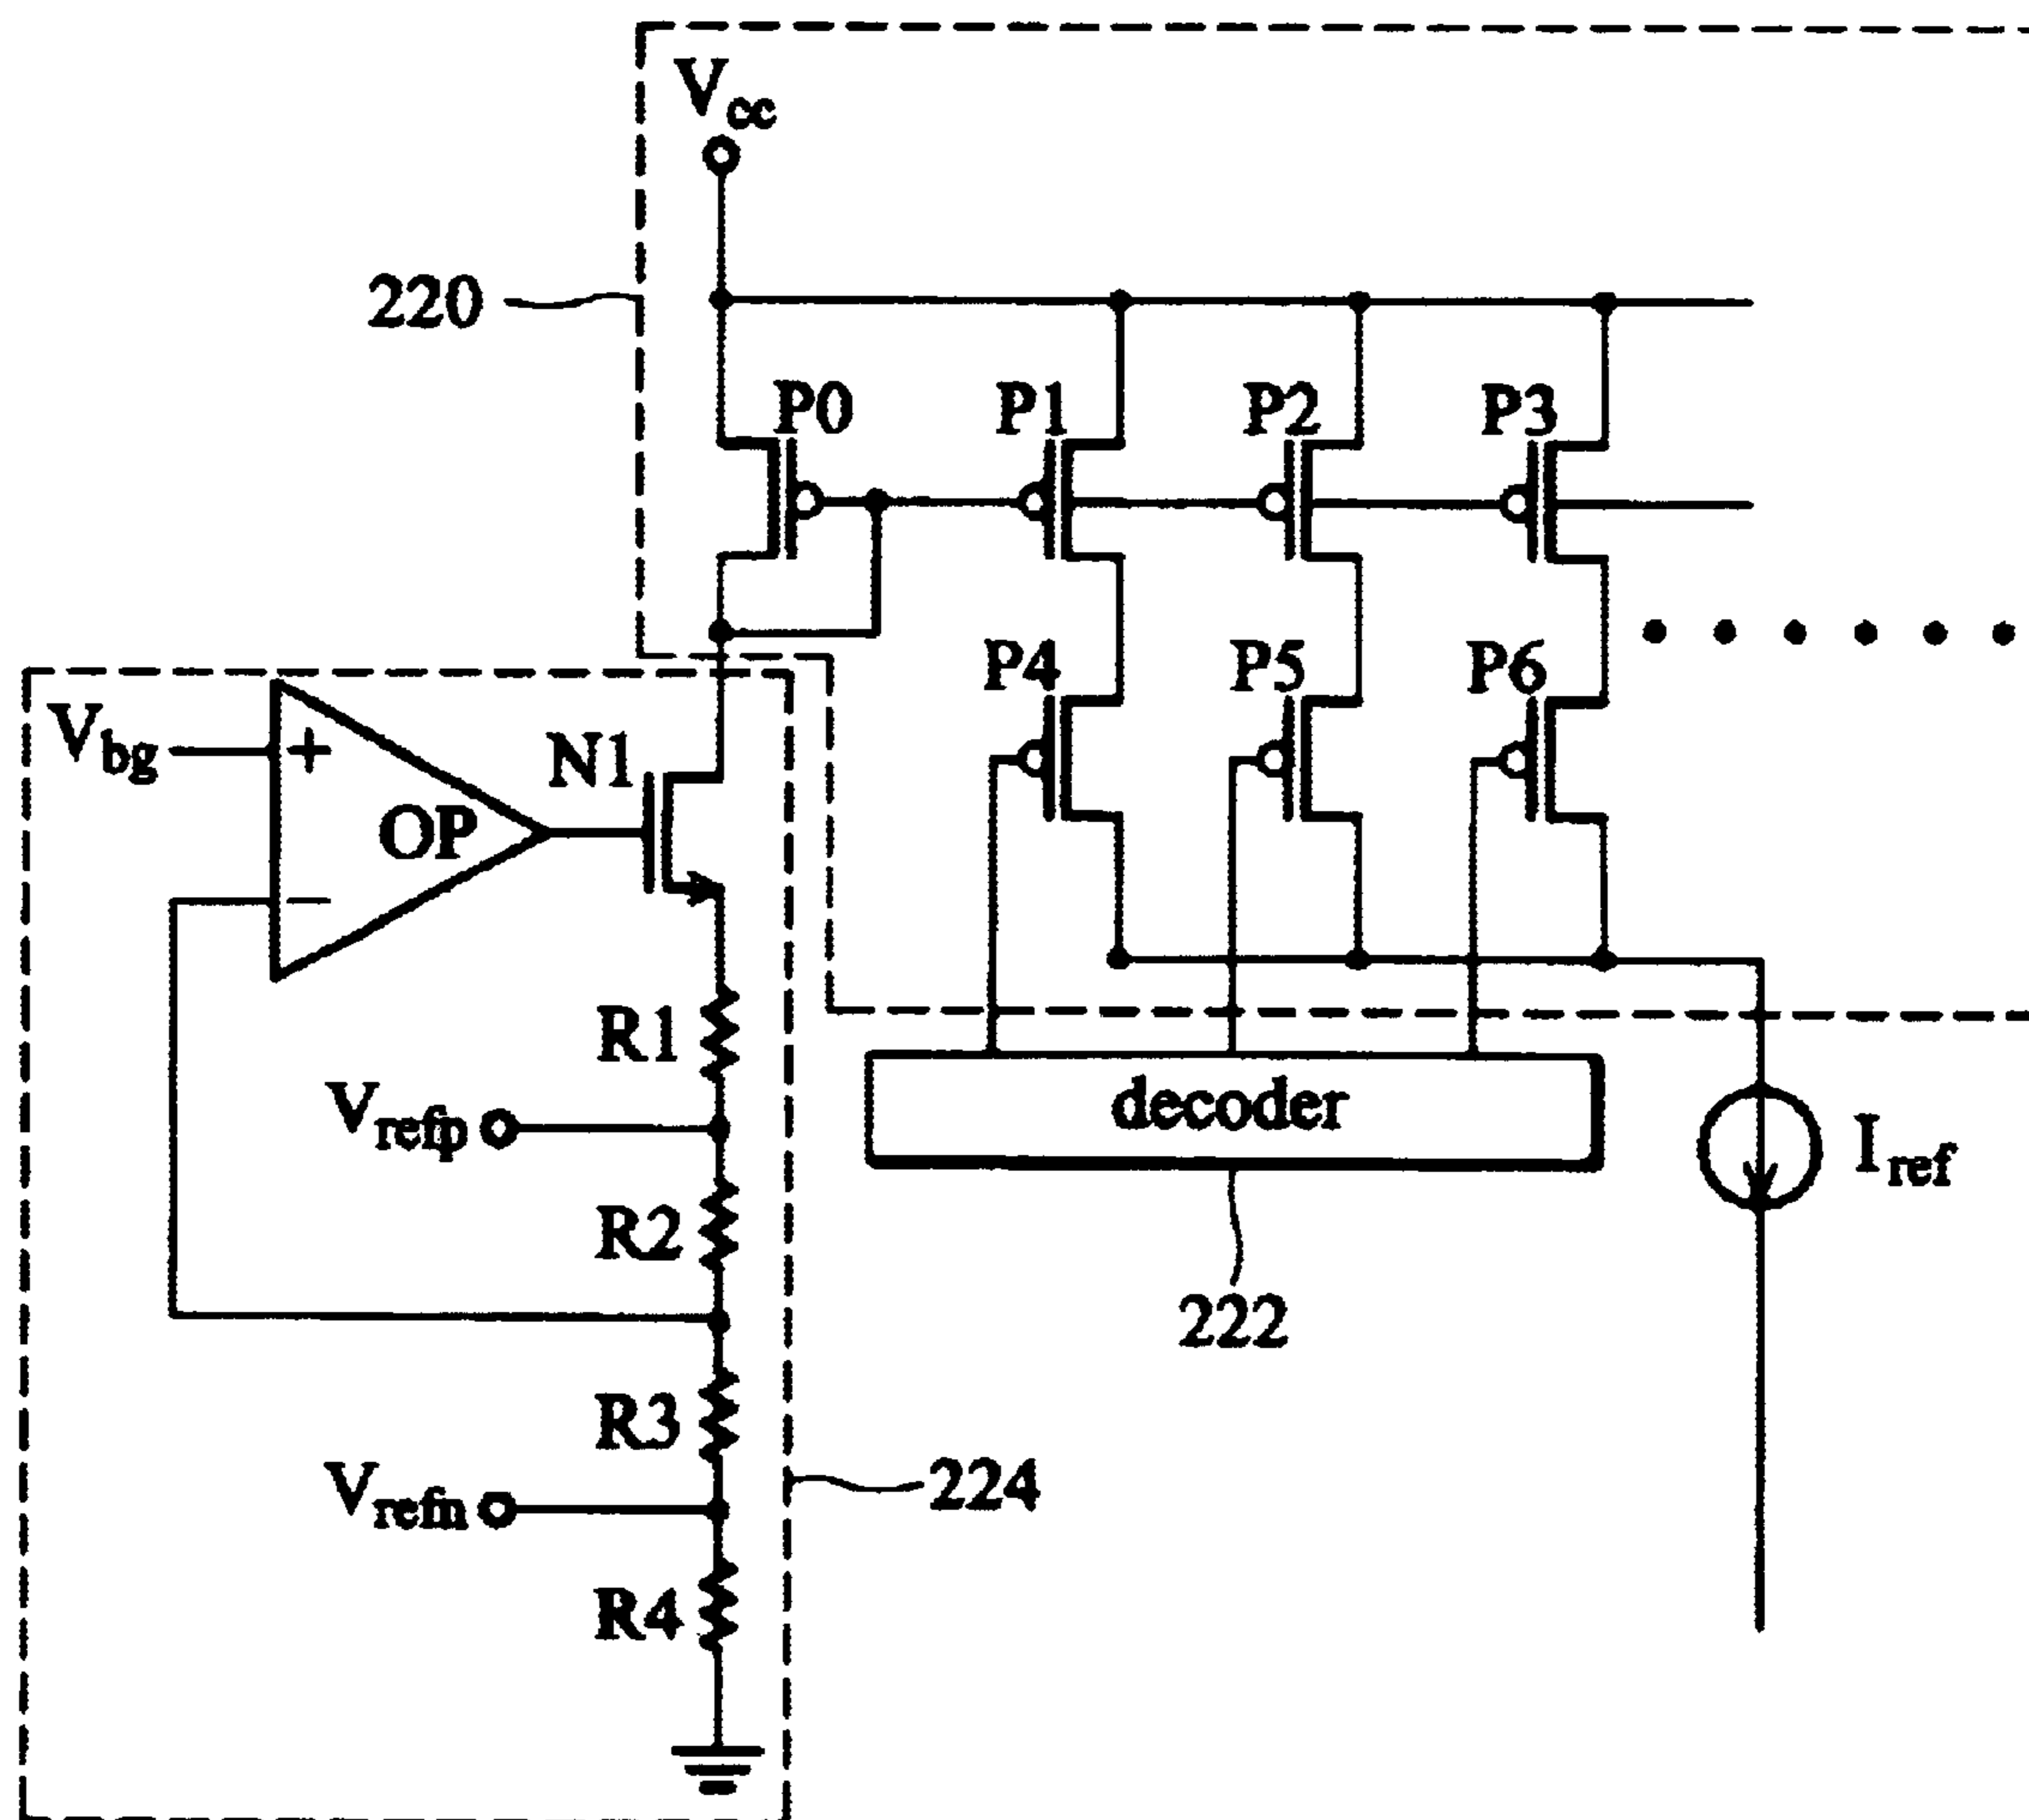 Vcc
220
P0 P1 P2 P3
P4 P5 P6
Vbg
+
N1
OP
−
R1
Vrefp
decoder
Iref
R2
222
R3
Vrefn
224
R4